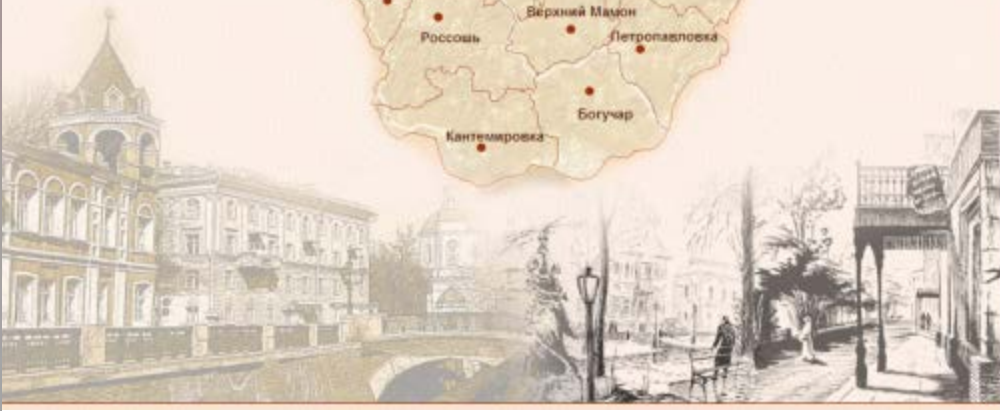 Верхний Мамон
Россошь
Петропавловка
Богучар
Кантемировка